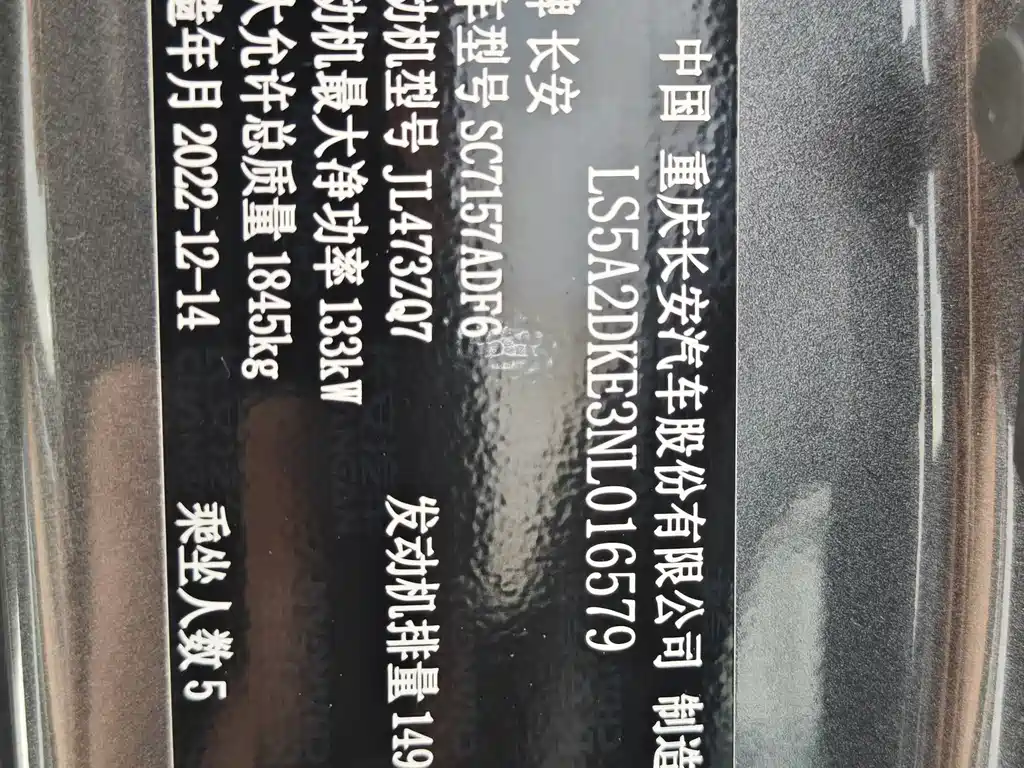 中国 重庆长安汽车股份有限公司 制造
LS5A2DKE3NL016579
牌 长安
车型号 SC7157ADF6
动机型号 JL473ZQ7 发动机排量 149
动机最大净功率 133kW
大允许总质量 1845kg
造年月 2022-12-14 乘坐人数 5